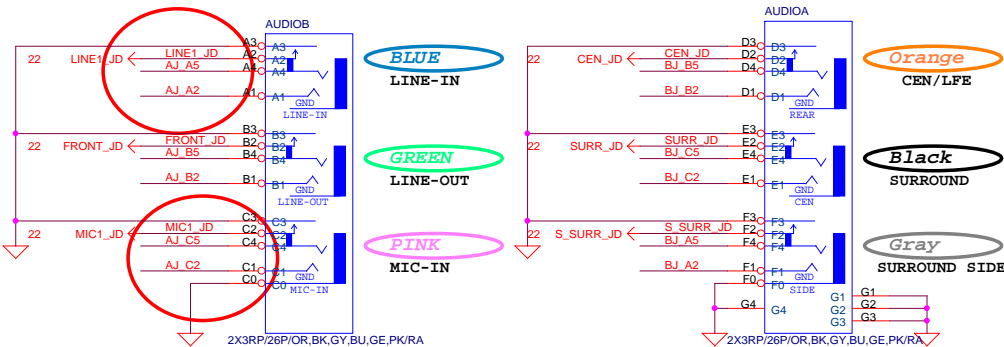 AUDIOB
A3 A3
22 LINE1_JD LINE1_JD A2 A2
AJ_A5 A4 A4
AJ_A2 A1 A1
GND
LINE-IN
BLUE
LINE-IN
B3 B3
22 FRONT_JD FRONT_JD B2 B2
AJ_B5 B4 B4
AJ_B2 B1 B1
GND
LINE-OUT
GREEN
LINE-OUT
C3 C3
22 MIC1_JD MIC1_JD C2 C2
AJ_C5 C4 C4
AJ_C2 C1 C1
GND
C0 C0
MIC-IN
PINK
MIC-IN
2X3RP/26P/OR,BK,GY,BU,GE,PK/RA
AUDIOA
D3 D3
22 CEN_JD CEN_JD D2 D2
BJ_B5 D4 D4
BJ_B2 D1 D1
GND
REAR
Orange
CEN/LFE
E3 E3
22 SURR_JD SURR_JD E2 E2
BJ_C5 E4 E4
BJ_C2 E1 E1
GND
CEN
Black
SURROUND
F3 F3
22 S_SURR_JD S_SURR_JD F2 F2
BJ_A5 F4 F4
BJ_A2 F1 F1
GND
F0 F0
SIDE
Gray
SURROUND SIDE
G4 G4
G1 G1
G2 G2
G3 G3
2X3RP/26P/OR,BK,GY,BU,GE,PK/RA